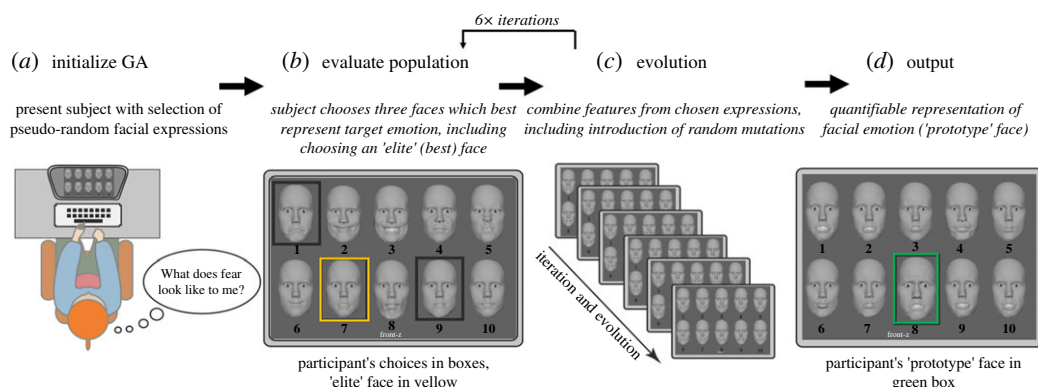 6× iterations
(a) initialize GA
(b) evaluate population
(c) evolution
(d) output
present subject with selection of
pseudo-random facial expressions
subject chooses three faces which best
represent target emotion, including
choosing an 'elite' (best) face
combine features from chosen expressions,
including introduction of random mutations
quantifiable representation of
facial emotion ('prototype' face)
What does fear
look like to me?
1 2 3 4 5
6 7 8 9 10
front-z
participant's choices in boxes,
'elite' face in yellow
iteration and evolution
1 2 3 4 5
6 7 8 9 10
front-z
participant's 'prototype' face in
green box